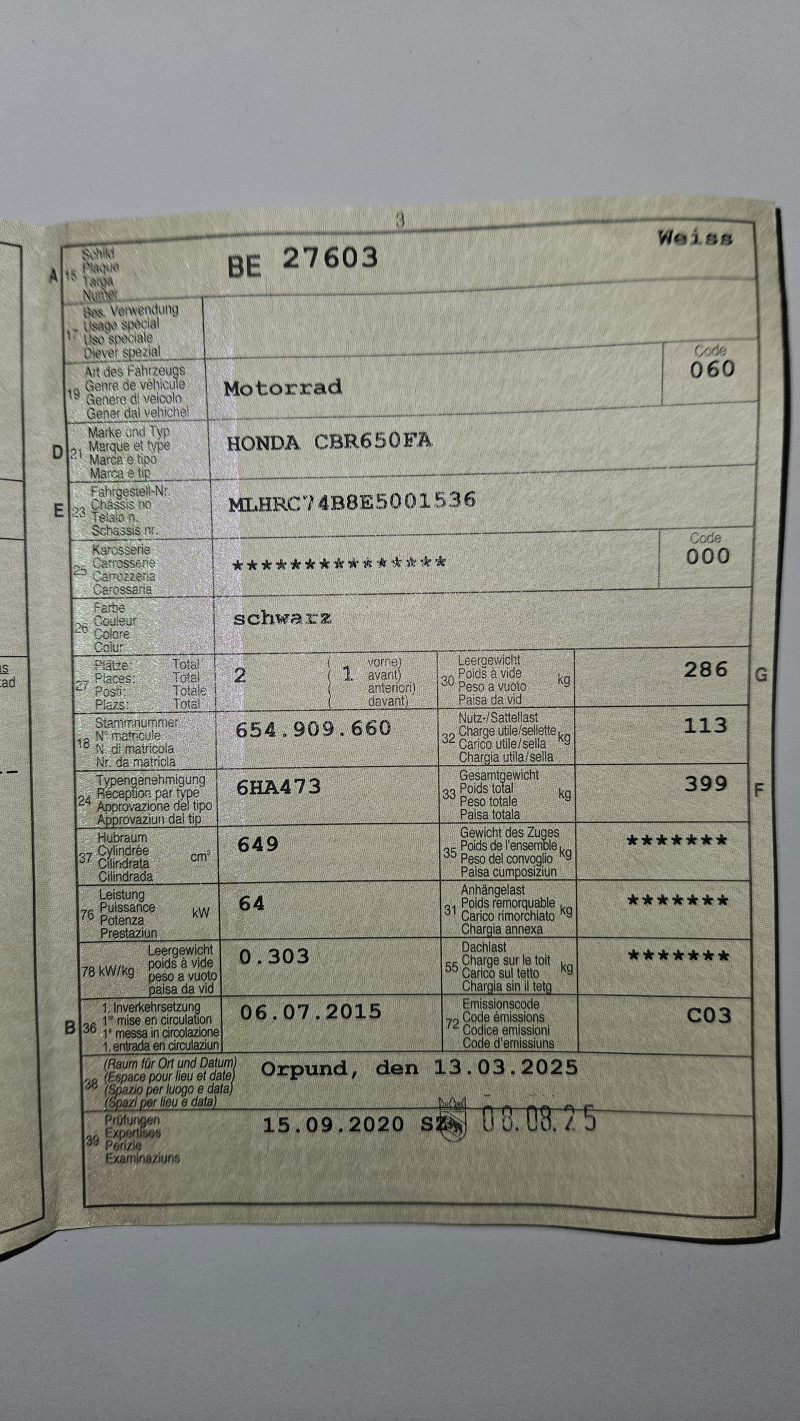 3
A 15 Schild
Plaque
Targa
Numer
BE 27603
Weiss
17 Bes. Verwendung
Usage spécial
Uso speciale
Diever spezial
19 Art des Fahrzeugs
Genre de véhicule
Genere di veicolo
Gener dal vehichel
Motorrad
Code
060
D 21 Marke und Typ
Marque et type
Marca e tipo
Marca e tip
HONDA CBR650FA
E 23 Fahrgestell-Nr.
Châssis no
Telaio n.
Schassis nr.
MLHRC74B8E5001536
25 Karosserie
Carrosserie
Carrozzeria
Carossaria
***************
Code
000
26 Farbe
Couleur
Colore
Colur
schwarz
27 Plätze: Total
Places: Total
Posti: Totale
Plazs: Total
2
( 1 vorne)
( avant)
( anteriori)
( davant)
30 Leergewicht
Poids à vide kg
Peso a vuoto
Paisa da vid
286
G
18 Stammnummer
N° matricule
N. di matricola
Nr. da matricla
654.909.660
32 Nutz-/Sattellast
Charge utile/sellette kg
Carico utile/sella
Chargia utila/sella
113
24 Typengenehmigung
Réception par type
Approvazione del tipo
Approvaziun dal tip
6HA473
33 Gesamtgewicht
Poids total kg
Peso totale
Paisa totala
399
F
37 Hubraum
Cylindrée cm³
Cilindrata
Cilindrada
649
35 Gewicht des Zuges
Poids de l'ensemble kg
Peso del convoglio
Paisa cumposiziun
*******
76 Leistung
Puissance kW
Potenza
Prestaziun
64
31 Anhängelast
Poids remorquable kg
Carico rimorchiato
Chargia annexa
*******
78 kW/kg Leergewicht
poids à vide
peso a vuoto
paisa da vid
0.303
55 Dachlast
Charge sur le toit kg
Carico sul tetto
Chargia sin il tetg
*******
B 36 1. Inverkehrsetzung
1re mise en circulation
1a messa in circolazione
1. entrada en circulaziun
06.07.2015
72 Emissionscode
Code émissions
Codice emissioni
Code d'emissiuns
C03
38 (Raum für Ort und Datum)
(Espace pour lieu et date)
(Spazio per luogo e data)
(Spazi per lieu e data)
Orpund, den 13.03.2025
39 Prüfungen
Expertises
Perizie
Examinaziuns
15.09.2020 SZ
08.08.25